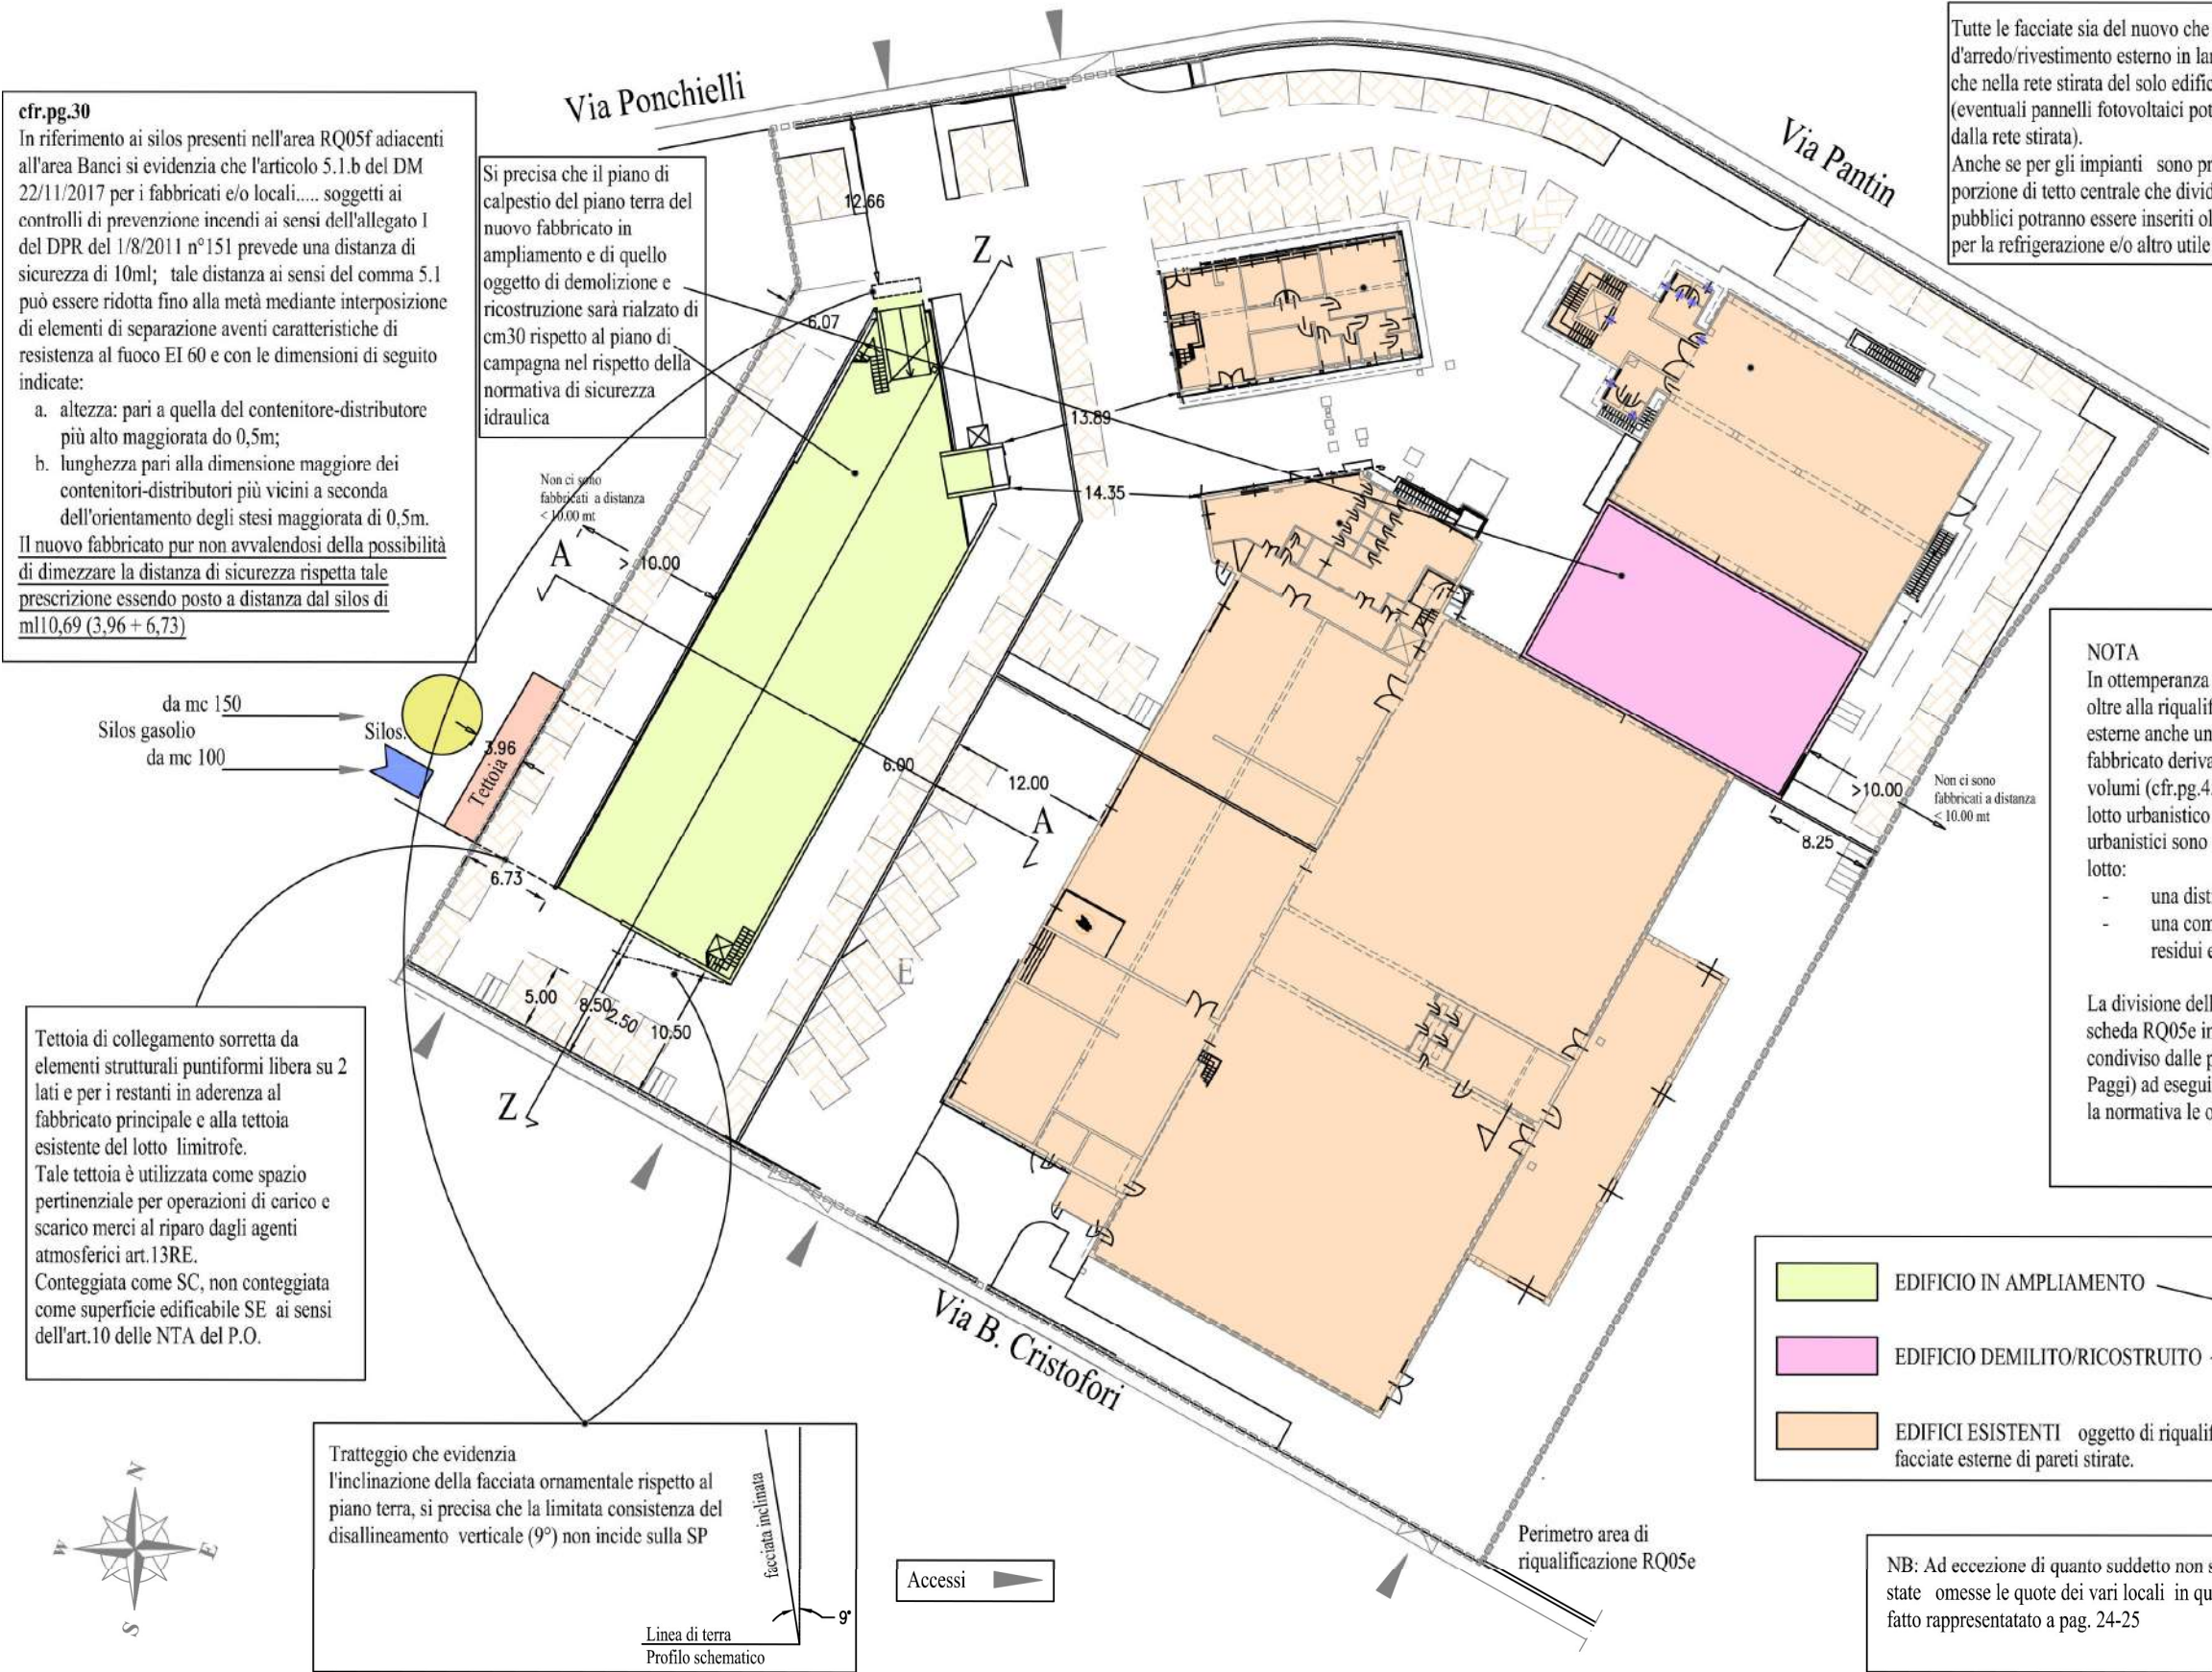 cfr.pg.30
In riferimento ai silos presenti nell'area RQ05f adiacenti
all'area Banci si evidenzia che l'articolo 5.1.b del DM
22/11/2017 per i fabbricati e/o locali..... soggetti ai
controlli di prevenzione incendi ai sensi dell'allegato I
del DPR del 1/8/2011 n°151 prevede una distanza di
sicurezza di 10ml; tale distanza ai sensi del comma 5.1
può essere ridotta fino alla metà mediante interposizione
di elementi di separazione aventi caratteristiche di
resistenza al fuoco EI 60 e con le dimensioni di seguito
indicate:
a. altezza: pari a quella del contenitore-distributore
più alto maggiorata do 0,5m;
b. lunghezza pari alla dimensione maggiore dei
contenitori-distributori più vicini a seconda
dell'orientamento degli stesi maggiorata di 0,5m.
Il nuovo fabbricato pur non avvalendosi della possibilità
di dimezzare la distanza di sicurezza rispetta tale
prescrizione essendo posto a distanza dal silos di
ml10,69 (3,96 + 6,73)
Si precisa che il piano di
calpestio del piano terra del
nuovo fabbricato in
ampliamento e di quello
oggetto di demolizione e
ricostruzione sarà rialzato di
cm30 rispetto al piano di
campagna nel rispetto della
normativa di sicurezza
idraulica
Via Ponchielli
Via Pantin
Tutte le facciate sia del nuovo che
d'arredo/rivestimento esterno in lar
che nella rete stirata del solo edific
(eventuali pannelli fotovoltaici pot
dalla rete stirata).
Anche se per gli impianti sono pr
porzione di tetto centrale che divid
pubblici potranno essere inseriti ol
per la refrigerazione e/o altro utile
12.66
Z
6.07
13.89
14.35
Non ci sono
fabbricati a distanza
< 10.00 mt
A
> 10.00
da mc 150
Silos gasolio
da mc 100
Silos.
3.96
Tettoia
6.73
6.00
12.00
A
>10.00
Non ci sono
fabbricati a distanza
< 10.00 mt
8.25
NOTA
In ottemperanza
oltre alla riqualif
esterne anche un
fabbricato deriva
volumi (cfr.pg.4.
lotto urbanistico
urbanistici sono
lotto:
- una dist
- una com
residui e
La divisione dell
scheda RQ05e in
condiviso dalle p
Paggi) ad esegui
la normativa le o
E
5.00
8.50
2.50
10.50
Z
Tettoia di collegamento sorretta da
elementi strutturali puntiformi libera su 2
lati e per i restanti in aderenza al
fabbricato principale e alla tettoia
esistente del lotto limitrofe.
Tale tettoia è utilizzata come spazio
pertinenziale per operazioni di carico e
scarico merci al riparo dagli agenti
atmosferici art.13RE.
Conteggiata come SC, non conteggiata
come superficie edificabile SE ai sensi
dell'art.10 delle NTA del P.O.
Via B. Cristofori
EDIFICIO IN AMPLIAMENTO
EDIFICIO DEMILITO/RICOSTRUITO
EDIFICI ESISTENTI oggetto di riqualif
facciate esterne di pareti stirate.
N
W
E
S
Tratteggio che evidenzia
l'inclinazione della facciata ornamentale rispetto al
piano terra, si precisa che la limitata consistenza del
disallineamento verticale (9°) non incide sulla SP
facciata inclinata
9°
Linea di terra
Profilo schematico
Accessi
Perimetro area di
riqualificazione RQ05e
NB: Ad eccezione di quanto suddetto non s
state omesse le quote dei vari locali in qu
fatto rappresentatato a pag. 24-25